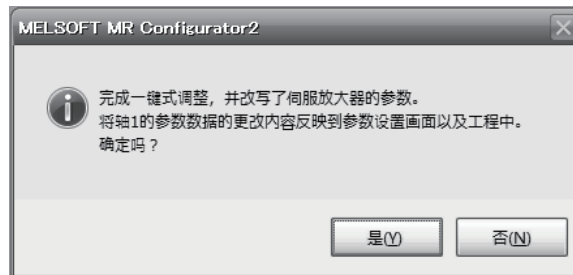 MELSOFT MR Configurator2
完成一键式调整，并改写了伺服放大器的参数。
将轴1的参数数据的更改内容反映到参数设置画面以及工程中。
确定吗？
是(Y)
否(N)